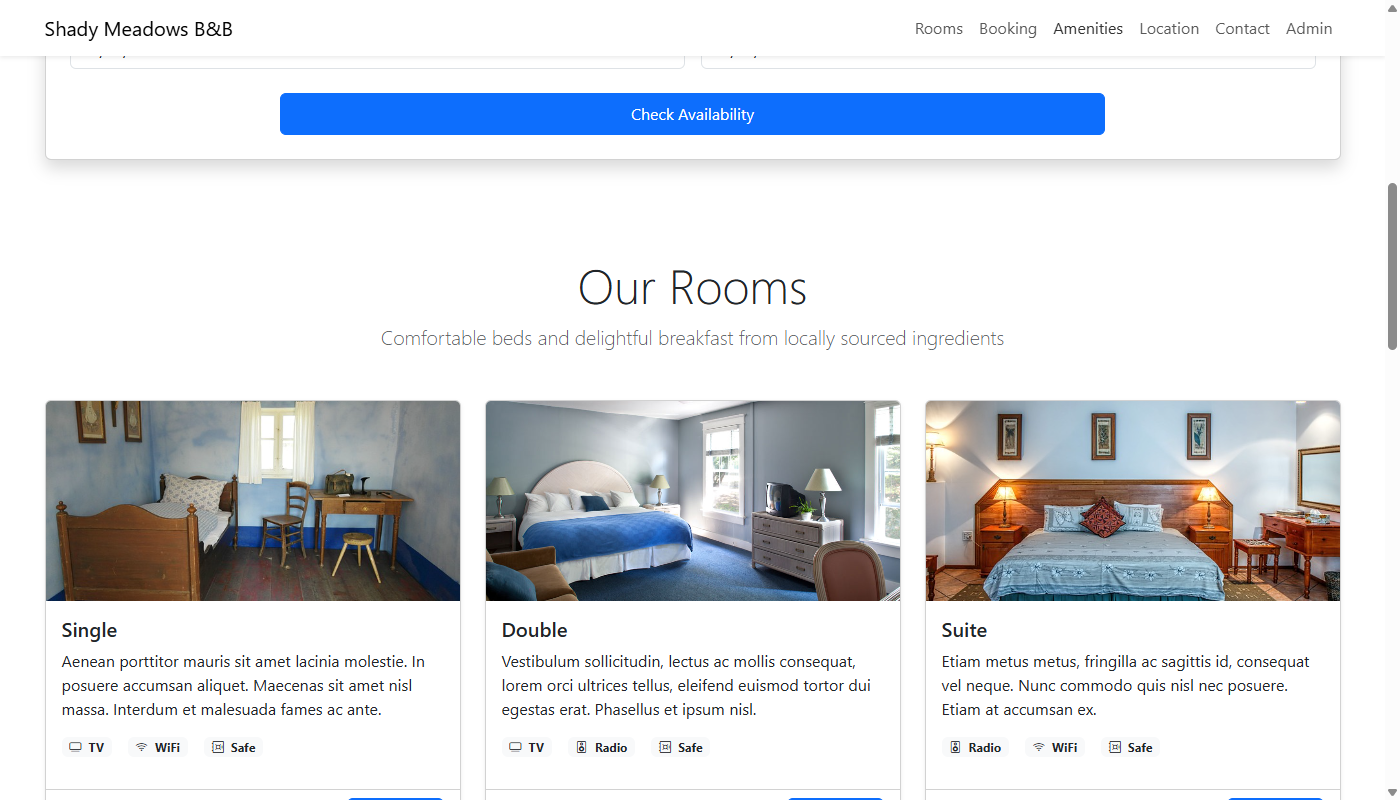 Shady Meadows B&B
Rooms Booking Amenities Location Contact Admin
Check Availability
Our Rooms
Comfortable beds and delightful breakfast from locally sourced ingredients
Single
Aenean porttitor mauris sit amet lacinia molestie. In
posuere accumsan aliquet. Maecenas sit amet nisl
massa. Interdum et malesuada fames ac ante.
TV WiFi Safe
Double
Vestibulum sollicitudin, lectus ac mollis consequat,
lorem orci ultrices tellus, eleifend euismod tortor dui
egestas erat. Phasellus et ipsum nisl.
TV Radio Safe
Suite
Etiam metus metus, fringilla ac sagittis id, consequat
vel neque. Nunc commodo quis nisl nec posuere.
Etiam at accumsan ex.
Radio WiFi Safe